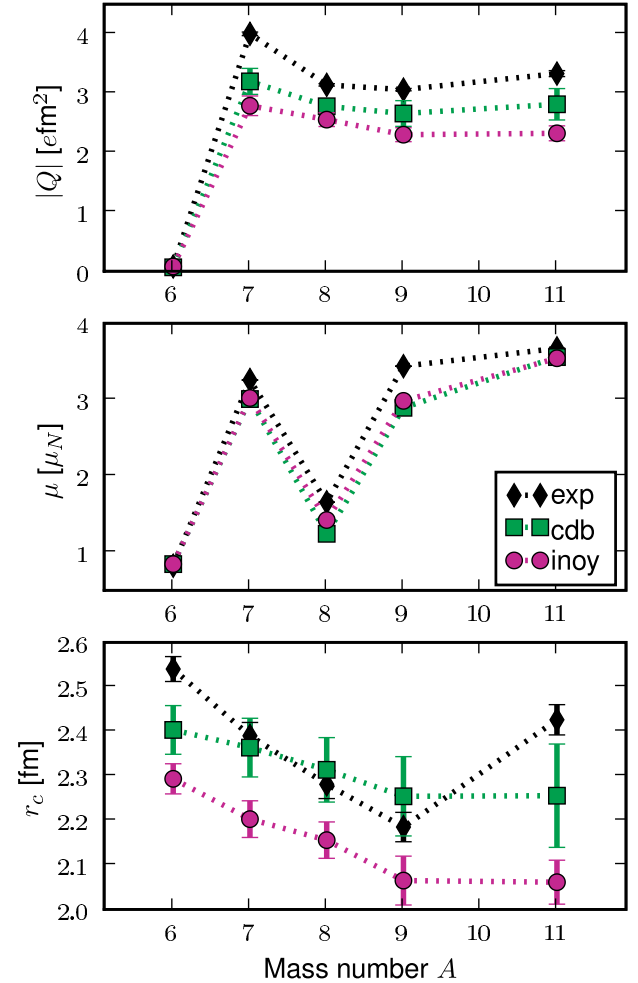 4
3
2
1
0
|Q| [efm²]
6 7 8 9 10 11
4
3
2
1
μ [μ_N]
exp
cdb
inoy
6 7 8 9 10 11
2.6
2.5
2.4
2.3
2.2
2.1
2.0
r_c [fm]
6 7 8 9 10 11
Mass number A